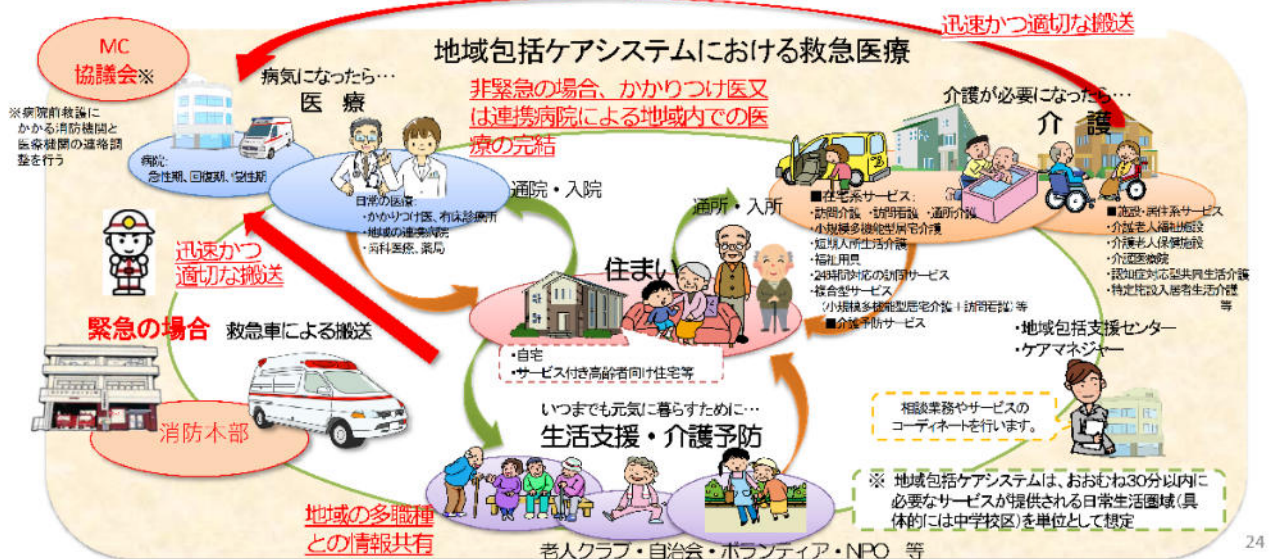 迅速かつ適切な搬送
MC
協議会※
地域包括ケアシステムにおける救急医療
病気になったら…
医 療
※病院前救護に
かかる消防機関と
医療機関の連絡調
整を行う
非緊急の場合、かかりつけ医又
は連携病院による地域内での医
療の完結
介護が必要になったら…
介 護
病院:
急性期、回復期、慢性期
日常の医療:
・かかりつけ医、有床診療所
・地域の連携病院
・歯科医療、薬局
通院・入院
通所・入所
■在宅系サービス:
・訪問介護 ・訪問看護 ・通所介護
・小規模多機能型居宅介護
・短期入所生活介護
・福祉用具
・24時間対応の訪問サービス
・複合型サービス
(小規模多機能型居宅介護+訪問看護)等
■介護予防サービス
■施設・居住系サービス
・介護老人福祉施設
・介護老人保健施設
・介護医療院
・認知症対応型共同生活介護
・特定施設入居者生活介護
等
迅速かつ
適切な搬送
住まい
緊急の場合
救急車による搬送
・自宅
・サービス付き高齢者向け住宅等
・地域包括支援センター
・ケアマネジャー
相談業務やサービスの
コーディネートを行います。
消防本部
いつまでも元気に暮らすために…
生活支援・介護予防
※ 地域包括ケアシステムは、おおむね30分以内に
必要なサービスが提供される日常生活圏域(具
体的には中学校区)を単位として想定
地域の多職種
との情報共有
老人クラブ・自治会・ボランティア・NPO 等
24